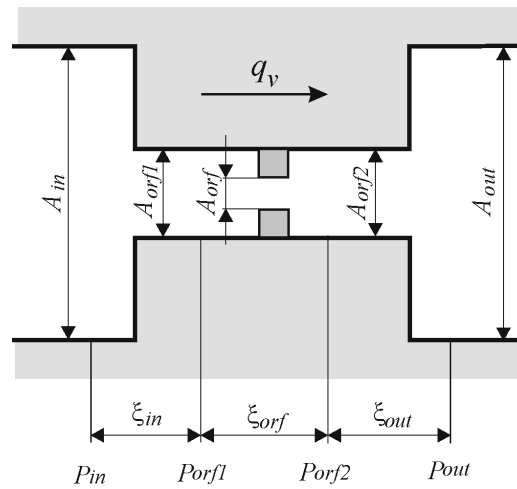 q_v
A_in
A_orf1
A_orf
A_orf2
A_out
ξ_in ξ_orf ξ_out
P_in P_orf1 P_orf2 P_out